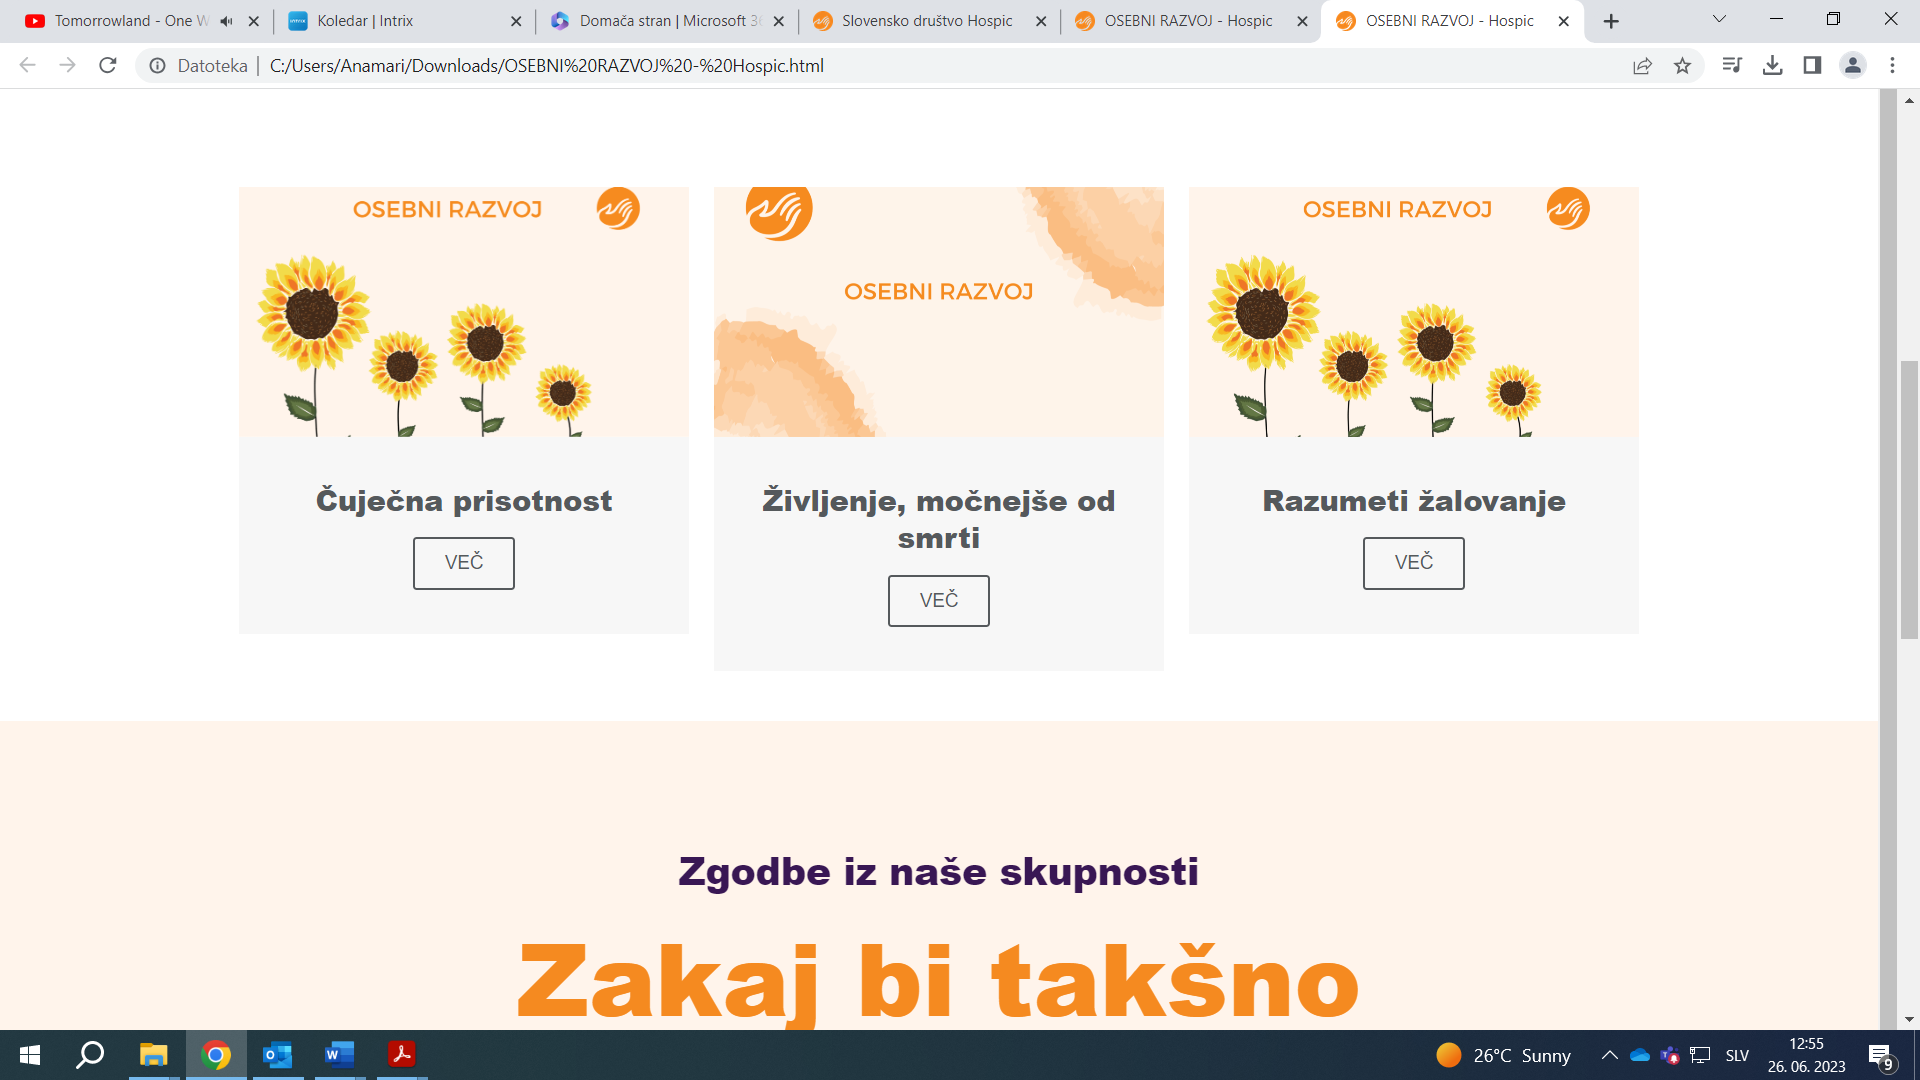 Tomorrowland - One W
Koledar | Intrix
Domača stran | Microsoft 36
Slovensko društvo Hospic
OSEBNI RAZVOJ - Hospic
OSEBNI RAZVOJ - Hospic
Datoteka
C:/Users/Anamari/Downloads/OSEBNI%20RAZVOJ%20-%20Hospic.html
OSEBNI RAZVOJ
OSEBNI RAZVOJ
OSEBNI RAZVOJ
Čuječna prisotnost
VEČ
Življenje, močnejše od
smrti
VEČ
Razumeti žalovanje
VEČ
Zgodbe iz naše skupnosti
Zakaj bi takšno
26°C Sunny
SLV
12:55
26. 06. 2023
9